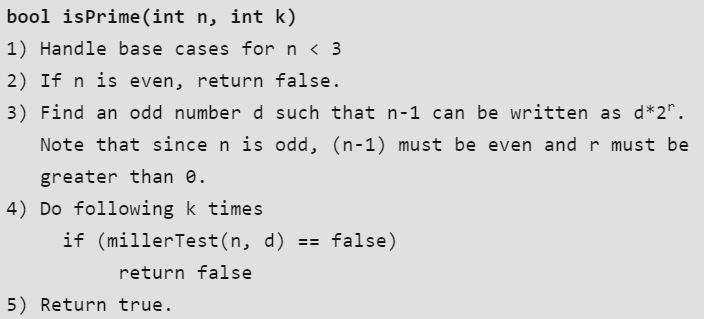 bool isPrime(int n, int k)
1) Handle base cases for n < 3
2) If n is even, return false.
3) Find an odd number d such that n-1 can be written as d*2ʳ.
Note that since n is odd, (n-1) must be even and r must be
greater than 0.
4) Do following k times
if (millerTest(n, d) == false)
return false
5) Return true.